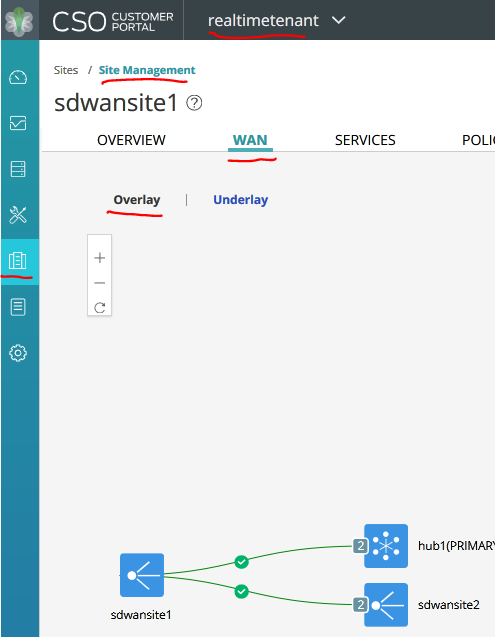 CSO CUSTOMER PORTAL realtimetenant
Sites / Site Management
sdwansite1 ?
OVERVIEW WAN SERVICES POLI
Overlay | Underlay
2 hub1(PRIMARY
2 sdwansite2
sdwansite1